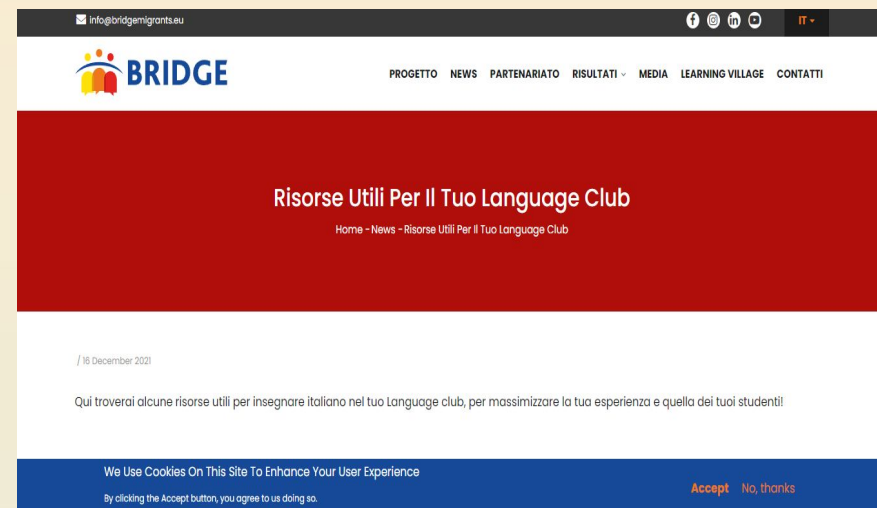 info@bridgemigrants.eu
IT
BRIDGE
PROGETTO NEWS PARTENARIATO RISULTATI MEDIA LEARNING VILLAGE CONTATTI
Risorse Utili Per Il Tuo Language Club
Home - News - Risorse Utili Per Il Tuo Language Club
/ 16 December 2021
Qui troverai alcune risorse utili per insegnare italiano nel tuo Language club, per massimizzare la tua esperienza e quella dei tuoi studenti!
We Use Cookies On This Site To Enhance Your User Experience
By clicking the Accept button, you agree to us doing so.
Accept No, thanks